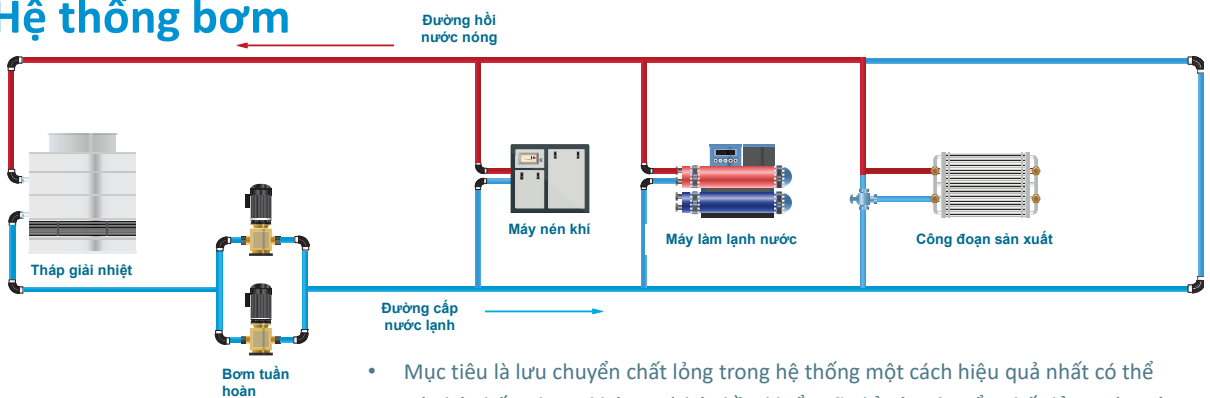 Hệ thống bơm
Đường hồi
nước nóng
Tháp giải nhiệt
Máy nén khí
Máy làm lạnh nước
Công đoạn sản xuất
Đường cấp
nước lạnh
Bơm tuần
hoàn
• Mục tiêu là lưu chuyển chất lỏng trong hệ thống một cách hiệu quả nhất có thể